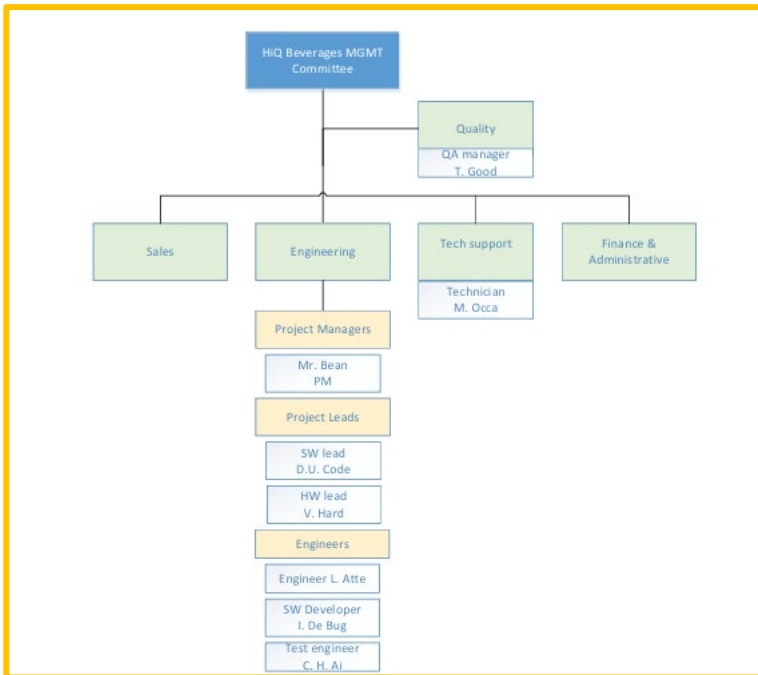 HiQ Beverages MGMT
Committee
Quality
QA manager
T. Good
Sales
Engineering
Tech support
Finance &
Administrative
Technician
M. Occa
Project Managers
Mr. Bean
PM
Project Leads
SW lead
D.U. Code
HW lead
V. Hard
Engineers
Engineer L. Atte
SW Developer
I. De Bug
Test engineer
C. H. Ai